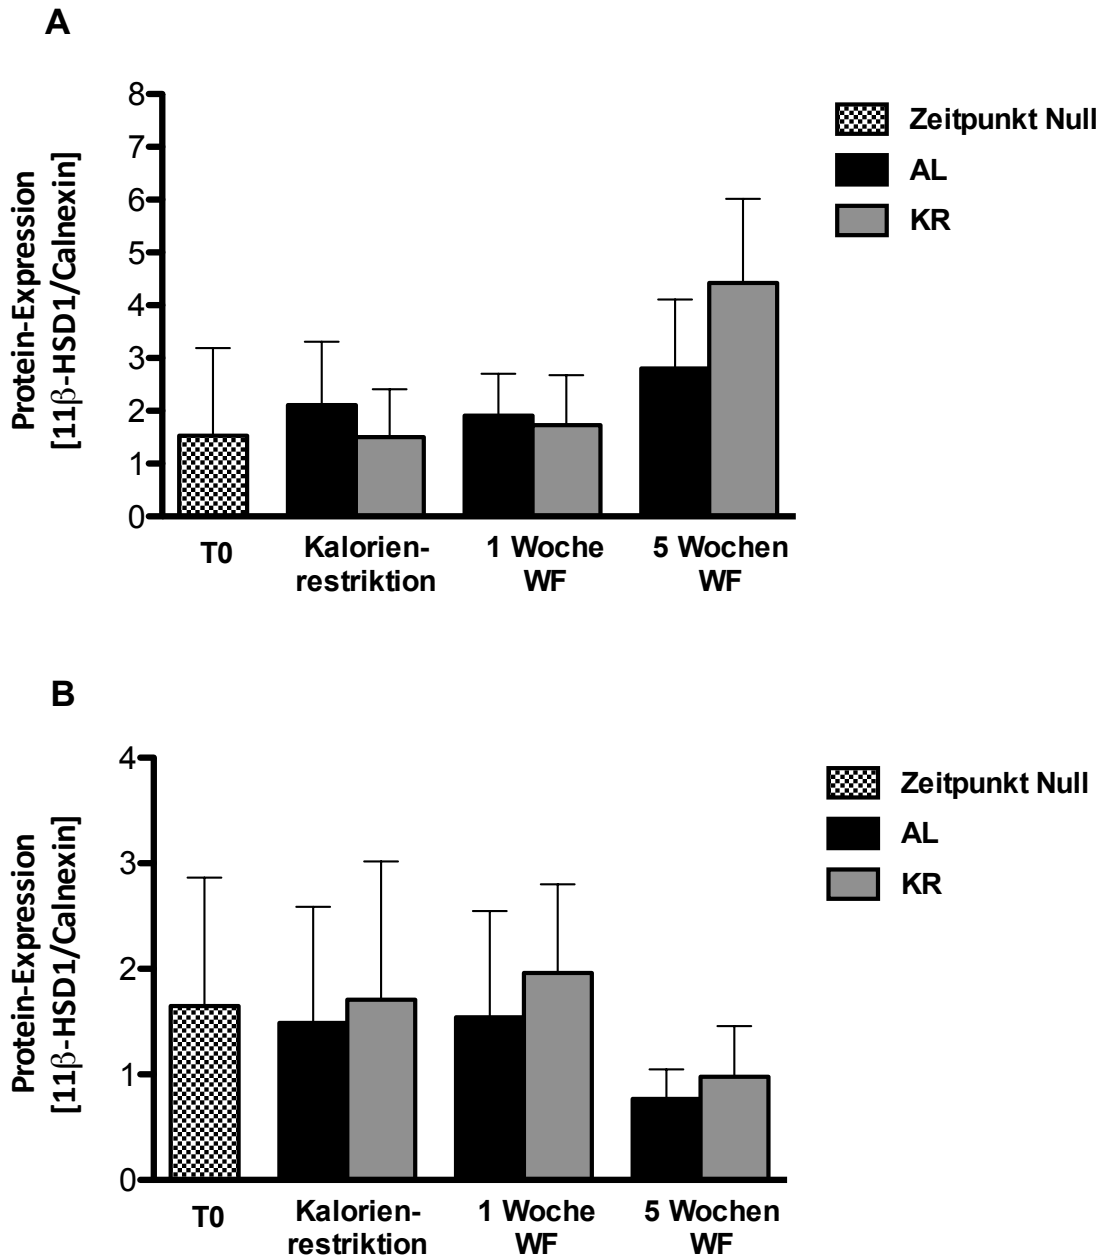 A
Protein-Expression
[11β-HSD1/Calnexin]
8
7
6
5
4
3
2
1
0
T0
Kalorien-
restriktion
1 Woche
WF
5 Wochen
WF
Zeitpunkt Null
AL
KR
B
Protein-Expression
[11β-HSD1/Calnexin]
4
3
2
1
0
T0
Kalorien-
restriktion
1 Woche
WF
5 Wochen
WF
Zeitpunkt Null
AL
KR